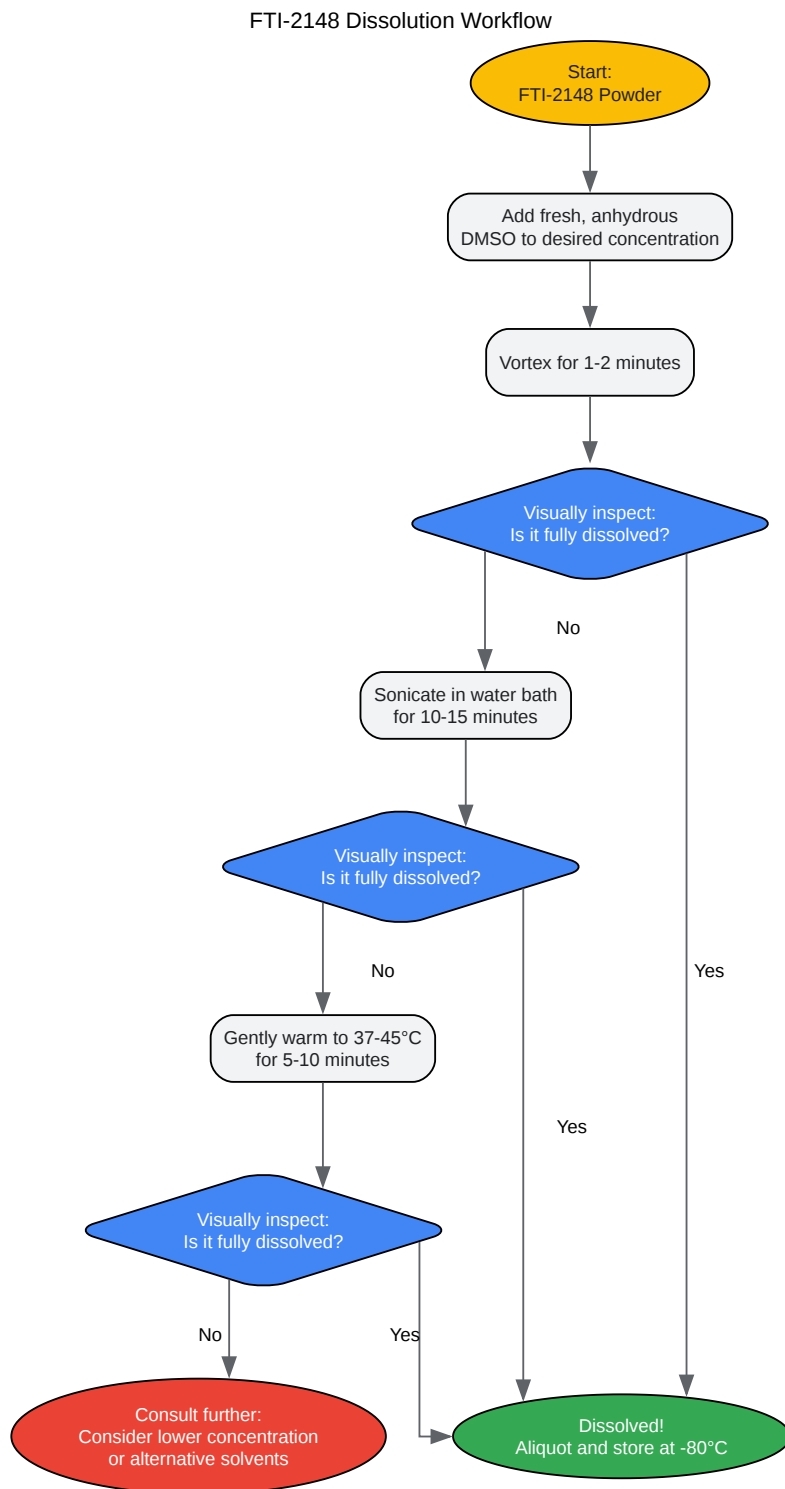 FTI-2148 Dissolution Workflow
Start:
FTI-2148 Powder
Add fresh, anhydrous
DMSO to desired concentration
Vortex for 1-2 minutes
Visually inspect:
Is it fully dissolved?
No
Sonicate in water bath
for 10-15 minutes
Visually inspect:
Is it fully dissolved?
No
Yes
Gently warm to 37-45°C
for 5-10 minutes
Yes
Visually inspect:
Is it fully dissolved?
No
Yes
Consult further:
Consider lower concentration
or alternative solvents
Dissolved!
Aliquot and store at -80°C